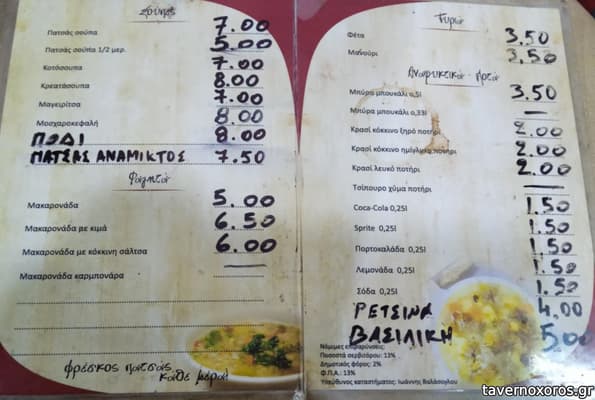 Σούπες
Πατσάς σούπα 7.00
Πατσάς σούπα 1/2 μερ. 5.00
Κοτόσουπα 7.00
Κρεατάσουπα 8.00
Μαγειρίτσα 7.00
Μοσχαροκεφαλή 8.00
ΠΟΔΙ 8.00
ΠΑΤΣΑΣ ΑΝΑΜΙΚΤΟΣ 7.50
Φαγητά
Μακαρονάδα 5.00
Μακαρονάδα με κιμά 6.50
Μακαρονάδα με κόκκινη σάλτσα 6.00
Μακαρονάδα καρμπονάρα —
φρέσκος πατσάς
κάθε μέρα!
Τυριά
Φέτα 3.50
Μανούρι 3.50
Αναψυκτικά - Ποτά
Μπύρα μπουκάλι 0,5l 3.50
Μπύρα μπουκάλι 0,33l —
Κρασί κόκκινο ξηρό ποτήρι 2.00
Κρασί κόκκινο ημίγλυκο ποτήρι 2.00
Κρασί λευκό ποτήρι 2.00
Τσίπουρο χύμα ποτήρι —
Coca-Cola 0,25l 1.50
Sprite 0,25l 1.50
Πορτοκαλάδα 0,25l 1.50
Λεμονάδα 0,25l 1.50
Σόδα 0,25l 1.50
ΡΕΤΣΙΝΑ 4.00
ΒΑΣΙΛΙΚΗ 5.00
Νόμιμες επιβαρύνσεις:
Ποσοστά σερβιτόρου: 13%
Δημοτικός φόρος: 2%
Φ.Π.Α.: 13%
Υπεύθυνος καταστήματος: Ιωάννης Βαλάσογλου
www.tavernoxoros.gr